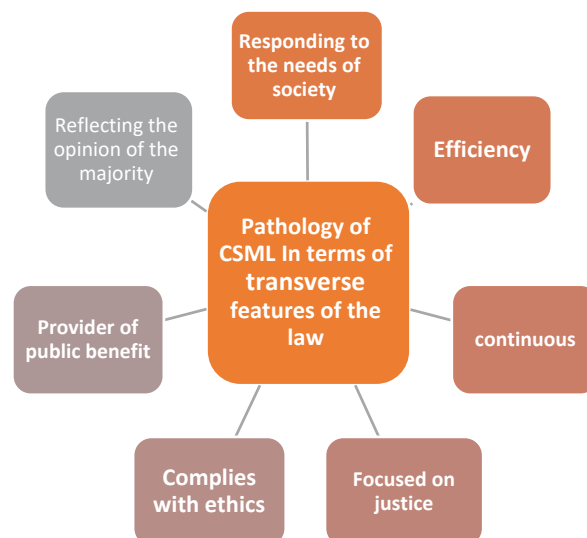 Responding to
the needs of
society
Efficiency
continuous
Focused on
justice
Complies
with ethics
Provider of
public benefit
Reflecting the
opinion of the
majority
Pathology of
CSML In terms of
transverse
features of the
law